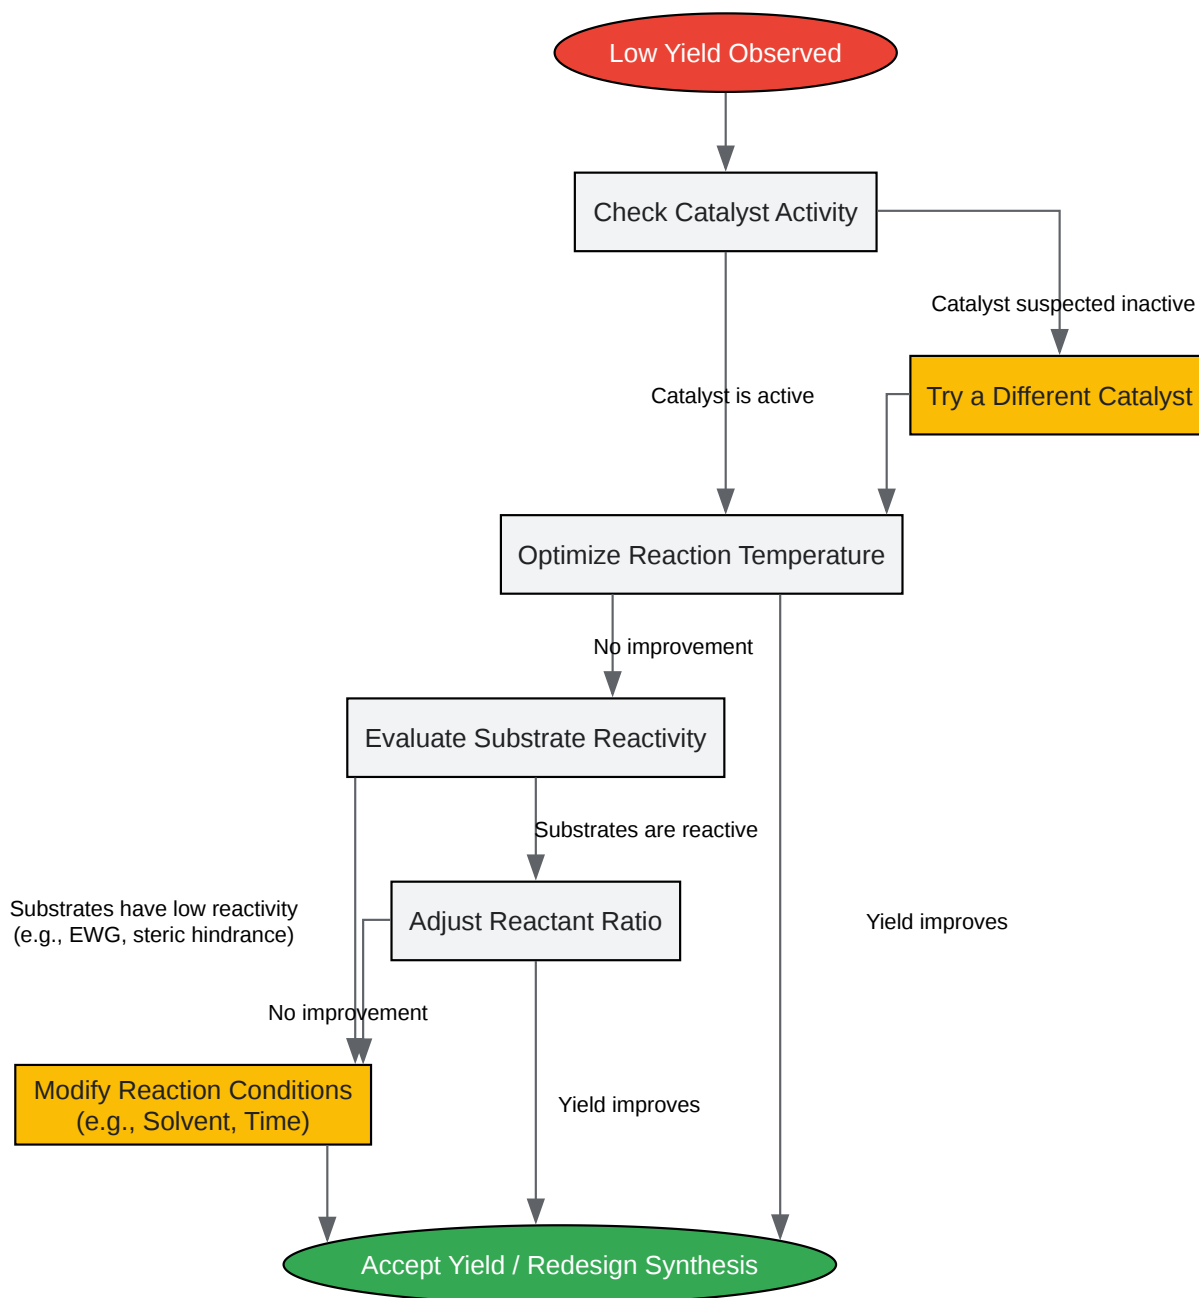 Low Yield Observed
Check Catalyst Activity
Catalyst suspected inactive
Catalyst is active
Try a Different Catalyst
Optimize Reaction Temperature
No improvement
Evaluate Substrate Reactivity
Substrates are reactive
Substrates have low reactivity
(e.g., EWG, steric hindrance)
Adjust Reactant Ratio
Yield improves
No improvement
Modify Reaction Conditions
(e.g., Solvent, Time)
Yield improves
Accept Yield / Redesign Synthesis